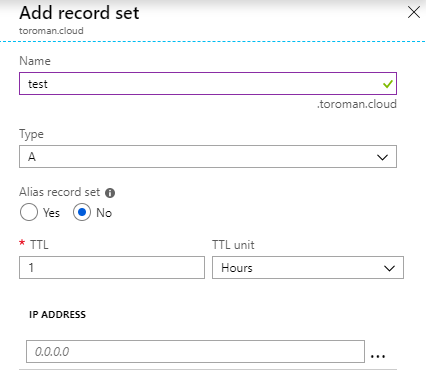 Add record set
toroman.cloud
Name
test
.toroman.cloud
Type
A
Alias record set
Yes No
* TTL TTL unit
1 Hours
IP ADDRESS
0.0.0.0 ...